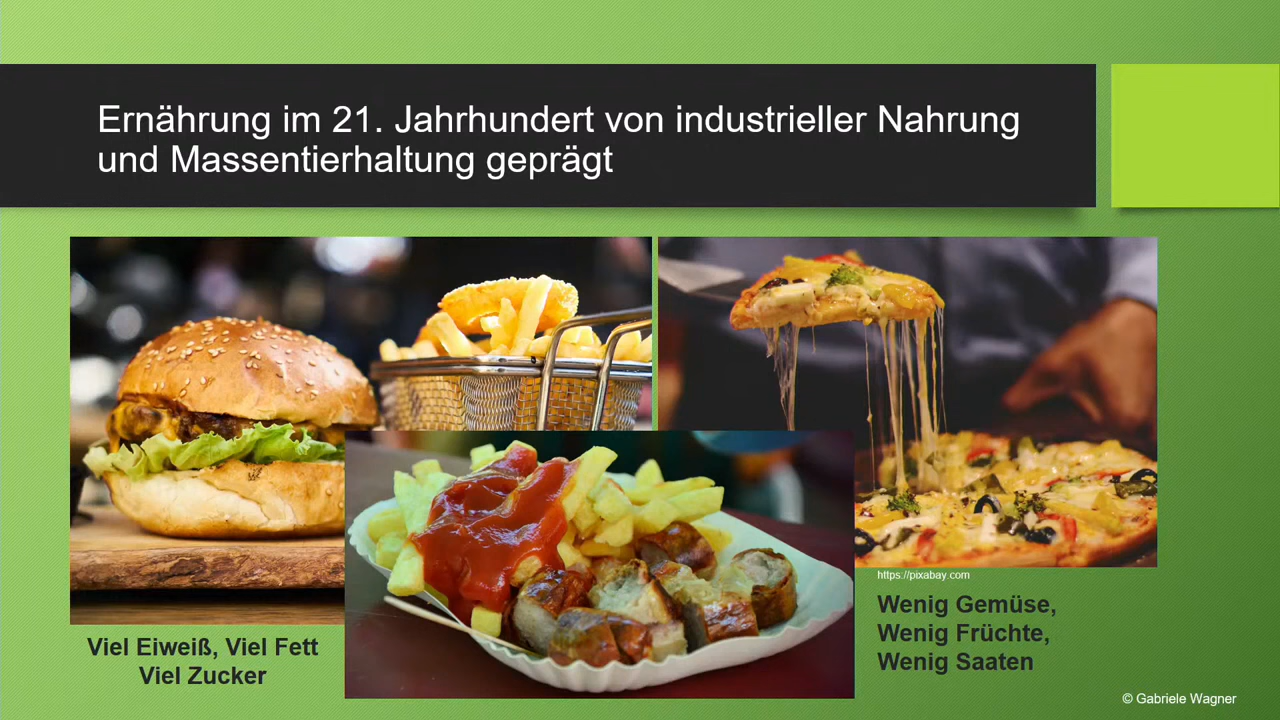 Ernährung im 21. Jahrhundert von industrieller Nahrung
und Massentierhaltung geprägt
https://pixabay.com
Viel Eiweiß, Viel Fett
Viel Zucker
Wenig Gemüse,
Wenig Früchte,
Wenig Saaten
© Gabriele Wagner